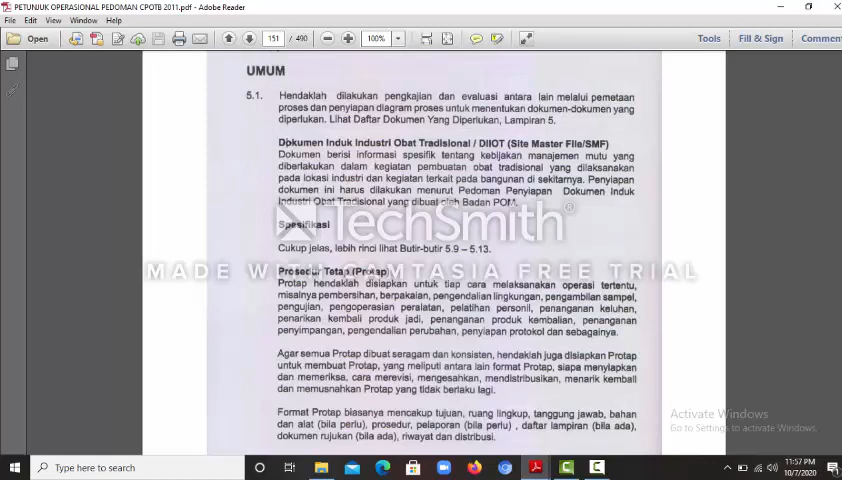 PETUNJUK OPERASIONAL PEDOMAN CPOTB 2011.pdf - Adobe Reader
File Edit View Window Help
Open 151 / 490 100% Tools Fill & Sign Comment
UMUM
5.1. Hendaklah dilakukan pengkajian dan evaluasi antara lain melalui pemetaan
proses dan penyiapan diagram proses untuk menentukan dokumen-dokumen yang
diperlukan. Lihat Daftar Dokumen Yang Diperlukan, Lampiran 5.
Dokumen Induk Industri Obat Tradisional / DIIOT (Site Master File/SMF)
Dokumen berisi informasi spesifik tentang kebijakan manajemen mutu yang
diberlakukan dalam kegiatan pembuatan obat tradisional yang dilaksanakan
pada lokasi industri dan kegiatan terkait pada bangunan di sekitarnya. Penyiapan
dokumen ini harus dilakukan menurut Pedoman Penyiapan Dokumen Induk
Industri Obat Tradisional yang dibuat oleh Badan POM.
TechSmith®
Spesifikasi
Cukup jelas, lebih rinci lihat Butir-butir 5.9 – 5.13.
MADE WITH CAMTASIA FREE TRIAL
Prosedur Tetap (Protap)
Protap hendaklah disiapkan untuk tiap cara melaksanakan operasi tertentu,
misalnya pembersihan, berpakaian, pengendalian lingkungan, pengambilan sampel,
pengujian, pengoperasian peralatan, pelatihan personil, penanganan keluhan,
penarikan kembali produk jadi, penanganan produk kembalian, penanganan
penyimpangan, pengendalian perubahan, penyiapan protokol dan sebagainya.
Agar semua Protap dibuat seragam dan konsisten, hendaklah juga disiapkan Protap
untuk membuat Protap, yang meliputi antara lain format Protap, siapa menyiapkan
dan memeriksa, cara merevisi, mengesahkan, mendistribusikan, menarik kembali
dan memusnahkan Protap yang tidak berlaku lagi.
Format Protap biasanya mencakup tujuan, ruang lingkup, tanggung jawab, bahan
dan alat (bila perlu), prosedur, pelaporan (bila perlu) , daftar lampiran (bila ada),
dokumen rujukan (bila ada), riwayat dan distribusi.
Activate Windows
Go to Settings to activate Windows.
Type here to search
11:57 PM
10/7/2020